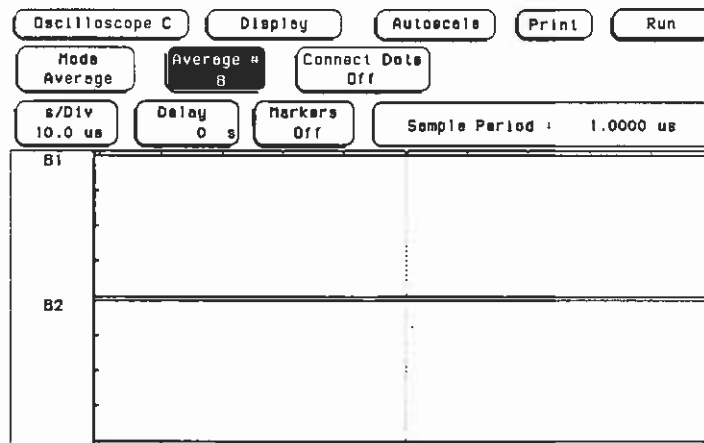 Oscilloscope C Display Autoscale Print Run
Mode Average # Connect Dots
Average 8 Off
s/Div Delay Markers Sample Period : 1.0000 us
10.0 us 0 s Off
B1
B2